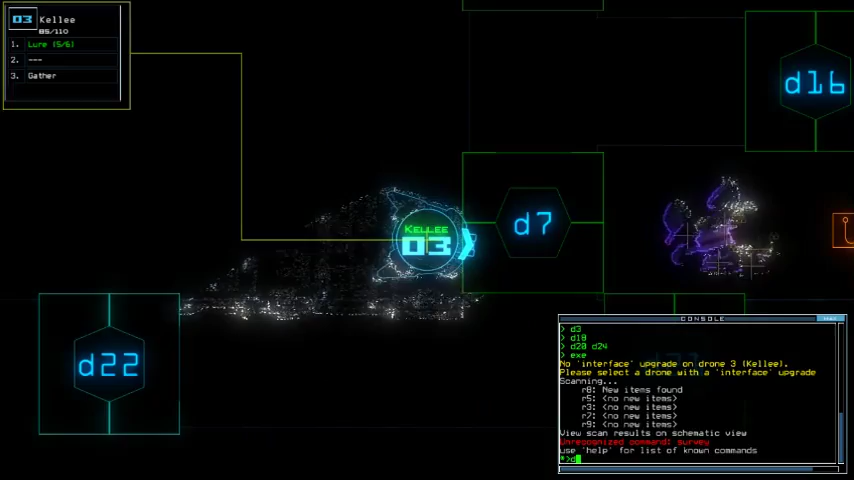 03 Kellee
85/110
1. Lure (5/6)
2. ---
3. Gather
d16
d7
KELLEE
03
d22
CONSOLE
> d3
> d18
> d20 d24
> exe
No 'interface' upgrade on drone 3 (Kellee).
Please select a drone with a 'interface' upgrade
Scanning...
r8: New items found
r5: <no new items>
r3: <no new items>
r7: <no new items>
r9: <no new items>
View scan results on schematic view
Unrecognized command: survey
use 'help' for list of known commands
*>d